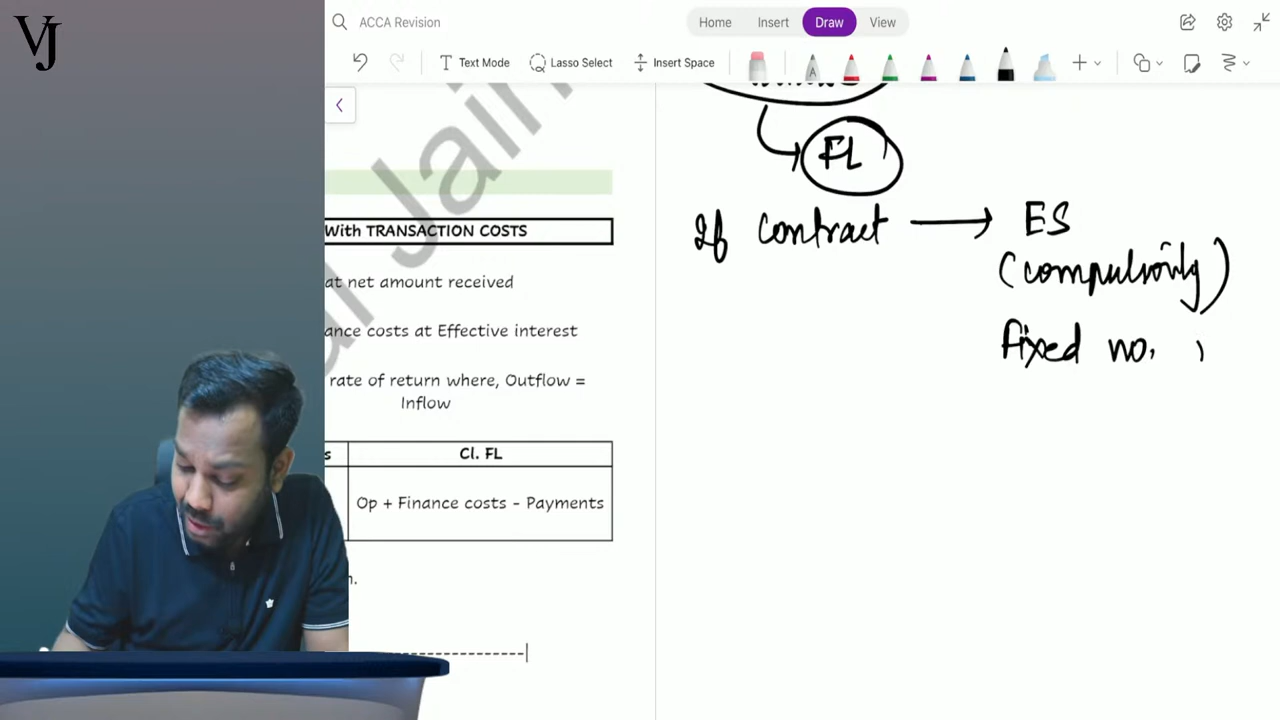 VJ
ACCA Revision
Home Insert Draw View
Text Mode Lasso Select Insert Space
al Jain
With TRANSACTION COSTS
at net amount received
ance costs at Effective interest
rate of return where, Outflow =
Inflow
s Cl. FL
Op + Finance costs - Payments
n.
FL
If contract → ES
(compulsorily)
fixed no.